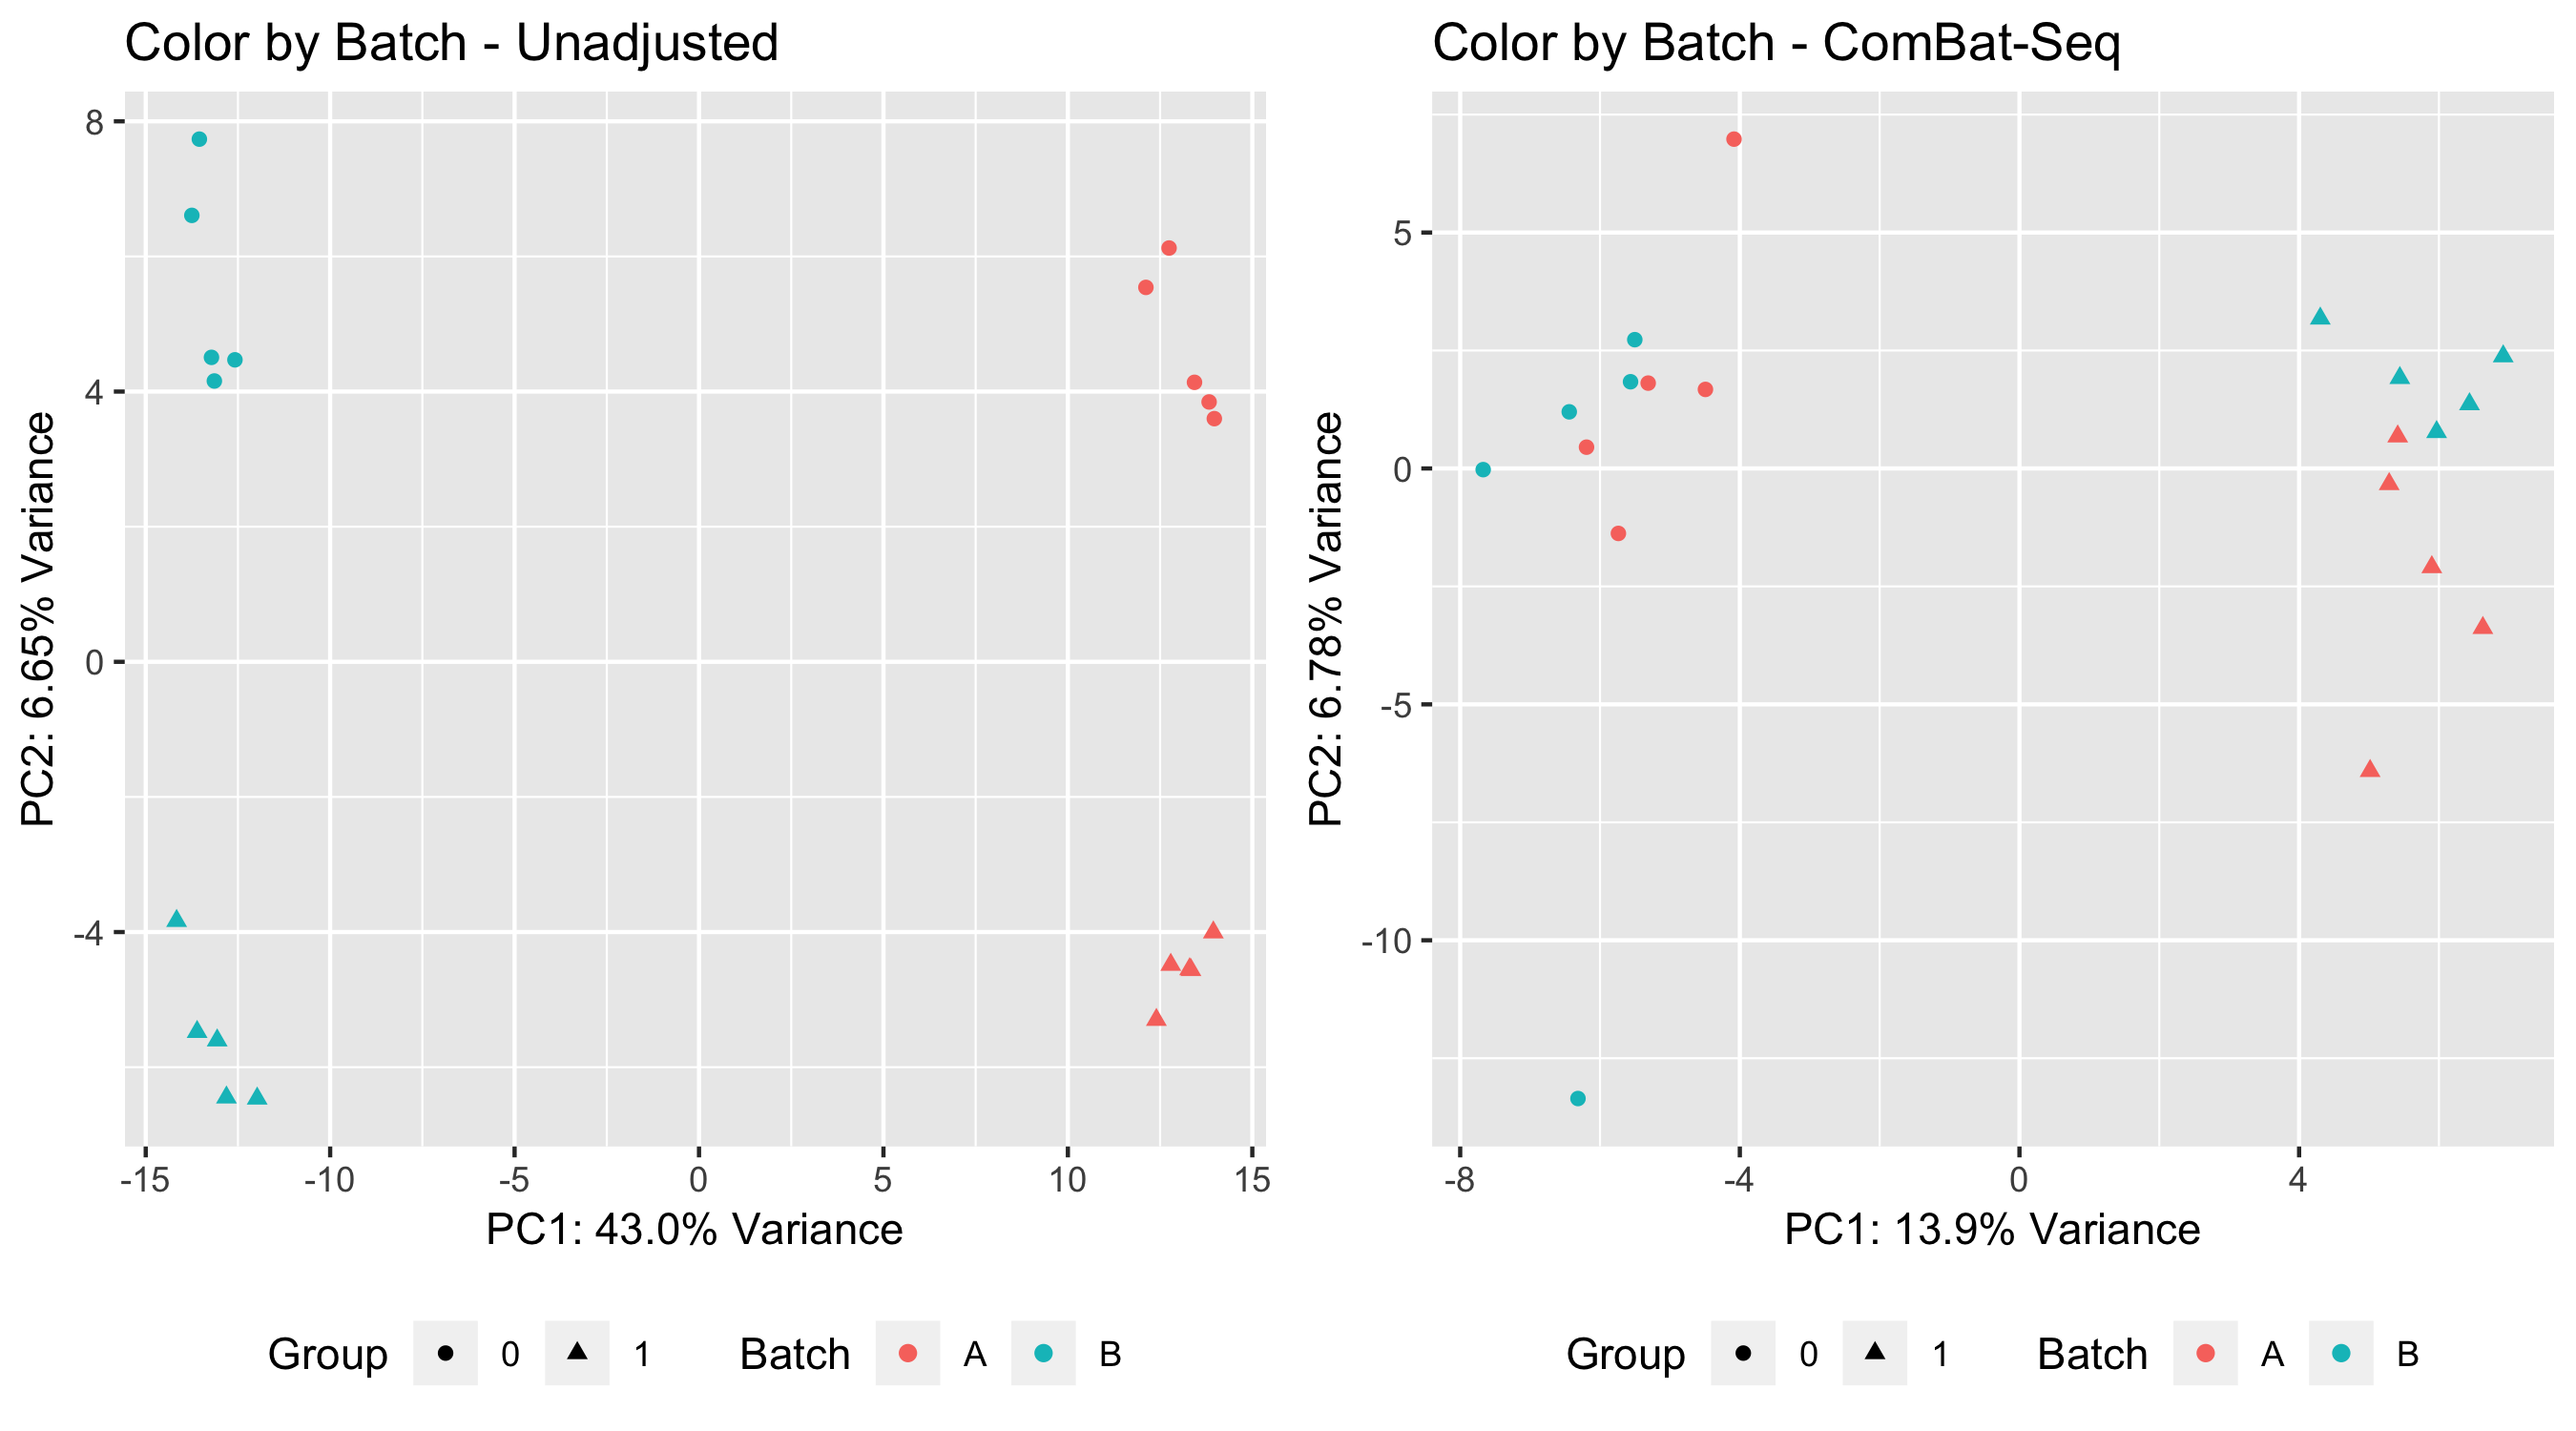 Color by Batch - Unadjusted
8
4
0
-4
PC2: 6.65% Variance
-15 -10 -5 0 5 10 15
PC1: 43.0% Variance
Group 0 1 Batch A B
Color by Batch - ComBat-Seq
5
0
-5
-10
PC2: 6.78% Variance
-8 -4 0 4
PC1: 13.9% Variance
Group 0 1 Batch A B